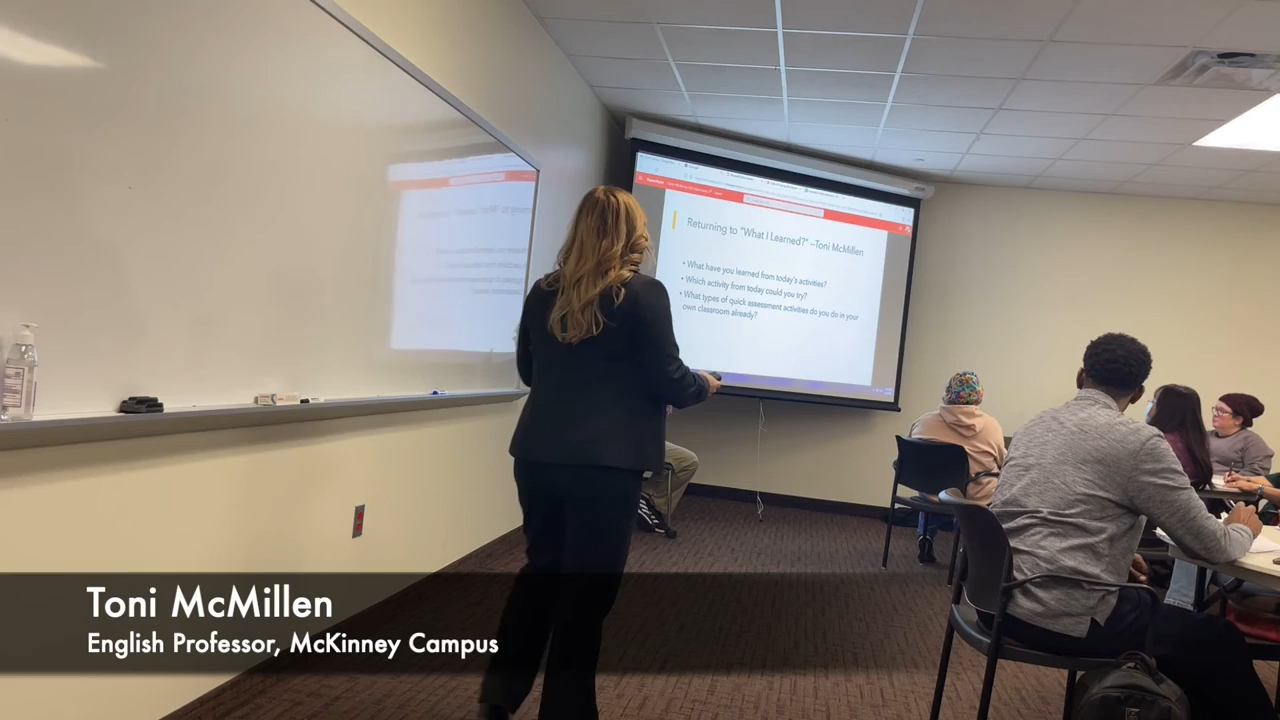 Returning to "What I Learned?" –Toni McMillen
• What have you learned from today's activities?
• Which activity from today could you try?
• What types of quick assessment activities do you do in your
own classroom already?
Toni McMillen
English Professor, McKinney Campus